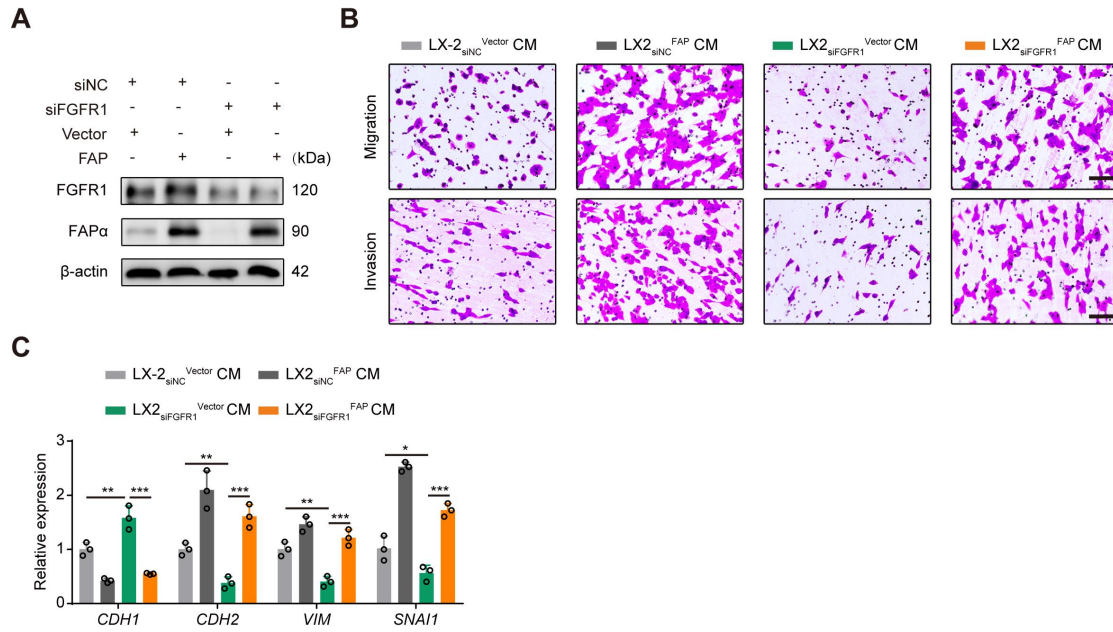 A
siNC + + - -
siFGFR1 - - + +
Vector + - + -
FAP - + - + (kDa)
FGFR1 120
FAPα 90
β-actin 42
B
LX-2siNCVector CM LX2siNCFAP CM LX2siFGFR1Vector CM LX2siFGFR1FAP CM
Migration
Invasion
C
LX-2siNCVector CM LX2siNCFAP CM
LX2siFGFR1Vector CM LX2siFGFR1FAP CM
Relative expression
3
2
1
0
** *** ** *** ** *** * ***
CDH1 CDH2 VIM SNAI1